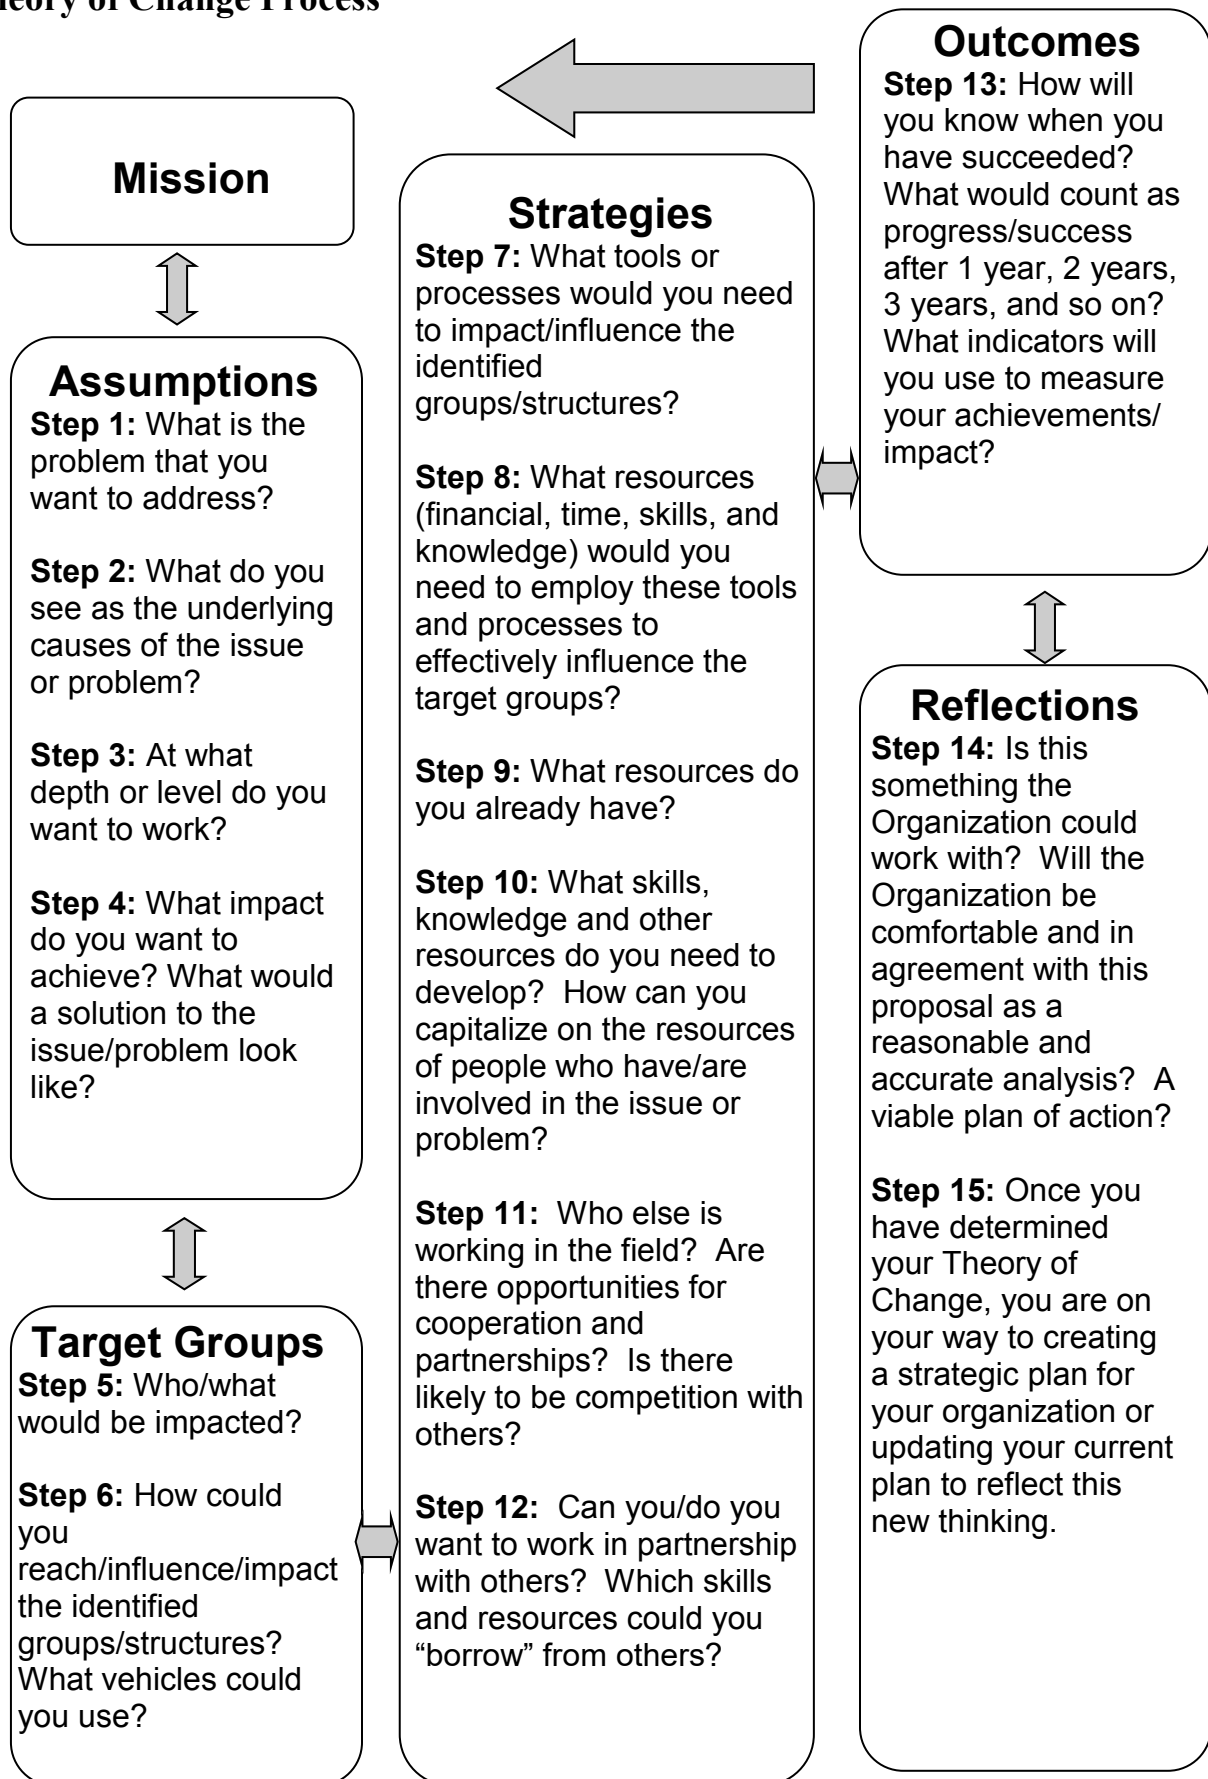 Theory of Change Process
Mission
Assumptions
Step 1: What is the
problem that you
want to address?
Step 2: What do you
see as the underlying
causes of the issue
or problem?
Step 3: At what
depth or level do you
want to work?
Step 4: What impact
do you want to
achieve? What would
a solution to the
issue/problem look
like?
Target Groups
Step 5: Who/what
would be impacted?
Step 6: How could
you
reach/influence/impact
the identified
groups/structures?
What vehicles could
you use?
Strategies
Step 7: What tools or
processes would you need
to impact/influence the
identified
groups/structures?
Step 8: What resources
(financial, time, skills, and
knowledge) would you
need to employ these tools
and processes to
effectively influence the
target groups?
Step 9: What resources do
you already have?
Step 10: What skills,
knowledge and other
resources do you need to
develop?  How can you
capitalize on the resources
of people who have/are
involved in the issue or
problem?
Step 11:  Who else is
working in the field?  Are
there opportunities for
cooperation and
partnerships?  Is there
likely to be competition with
others?
Step 12:  Can you/do you
want to work in partnership
with others?  Which skills
and resources could you
“borrow” from others?
Outcomes
Step 13: How will
you know when you
have succeeded?
What would count as
progress/success
after 1 year, 2 years,
3 years, and so on?
What indicators will
you use to measure
your achievements/
impact?
Reflections
Step 14: Is this
something the
Organization could
work with?  Will the
Organization be
comfortable and in
agreement with this
proposal as a
reasonable and
accurate analysis?  A
viable plan of action?
Step 15: Once you
have determined
your Theory of
Change, you are on
your way to creating
a strategic plan for
your organization or
updating your current
plan to reflect this
new thinking.